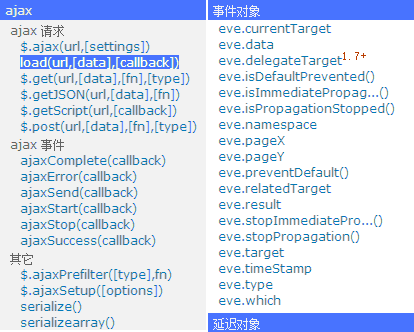 ajax
ajax 请求
$.ajax(url,[settings])
load(url,[data],[callback])
$.get(url,[data],[fn],[type])
$.getJSON(url,[data],[fn])
$.getScript(url,[callback])
$.post(url,[data],[fn],[type])
ajax 事件
ajaxComplete(callback)
ajaxError(callback)
ajaxSend(callback)
ajaxStart(callback)
ajaxStop(callback)
ajaxSuccess(callback)
其它
$.ajaxPrefilter([type],fn)
$.ajaxSetup([options])
serialize()
serializearray()
事件对象
eve.currentTarget
eve.data
eve.delegateTarget1.7+
eve.isDefaultPrevented()
eve.isImmediatePropag...()
eve.isPropagationStopped()
eve.namespace
eve.pageX
eve.pageY
eve.preventDefault()
eve.relatedTarget
eve.result
eve.stopImmediatePro...()
eve.stopPropagation()
eve.target
eve.timeStamp
eve.type
eve.which
延迟对象